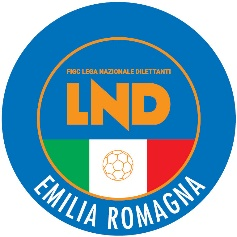 FIGC LEGA NAZIONALE DILETTANTI
LND
EMILIA ROMAGNA